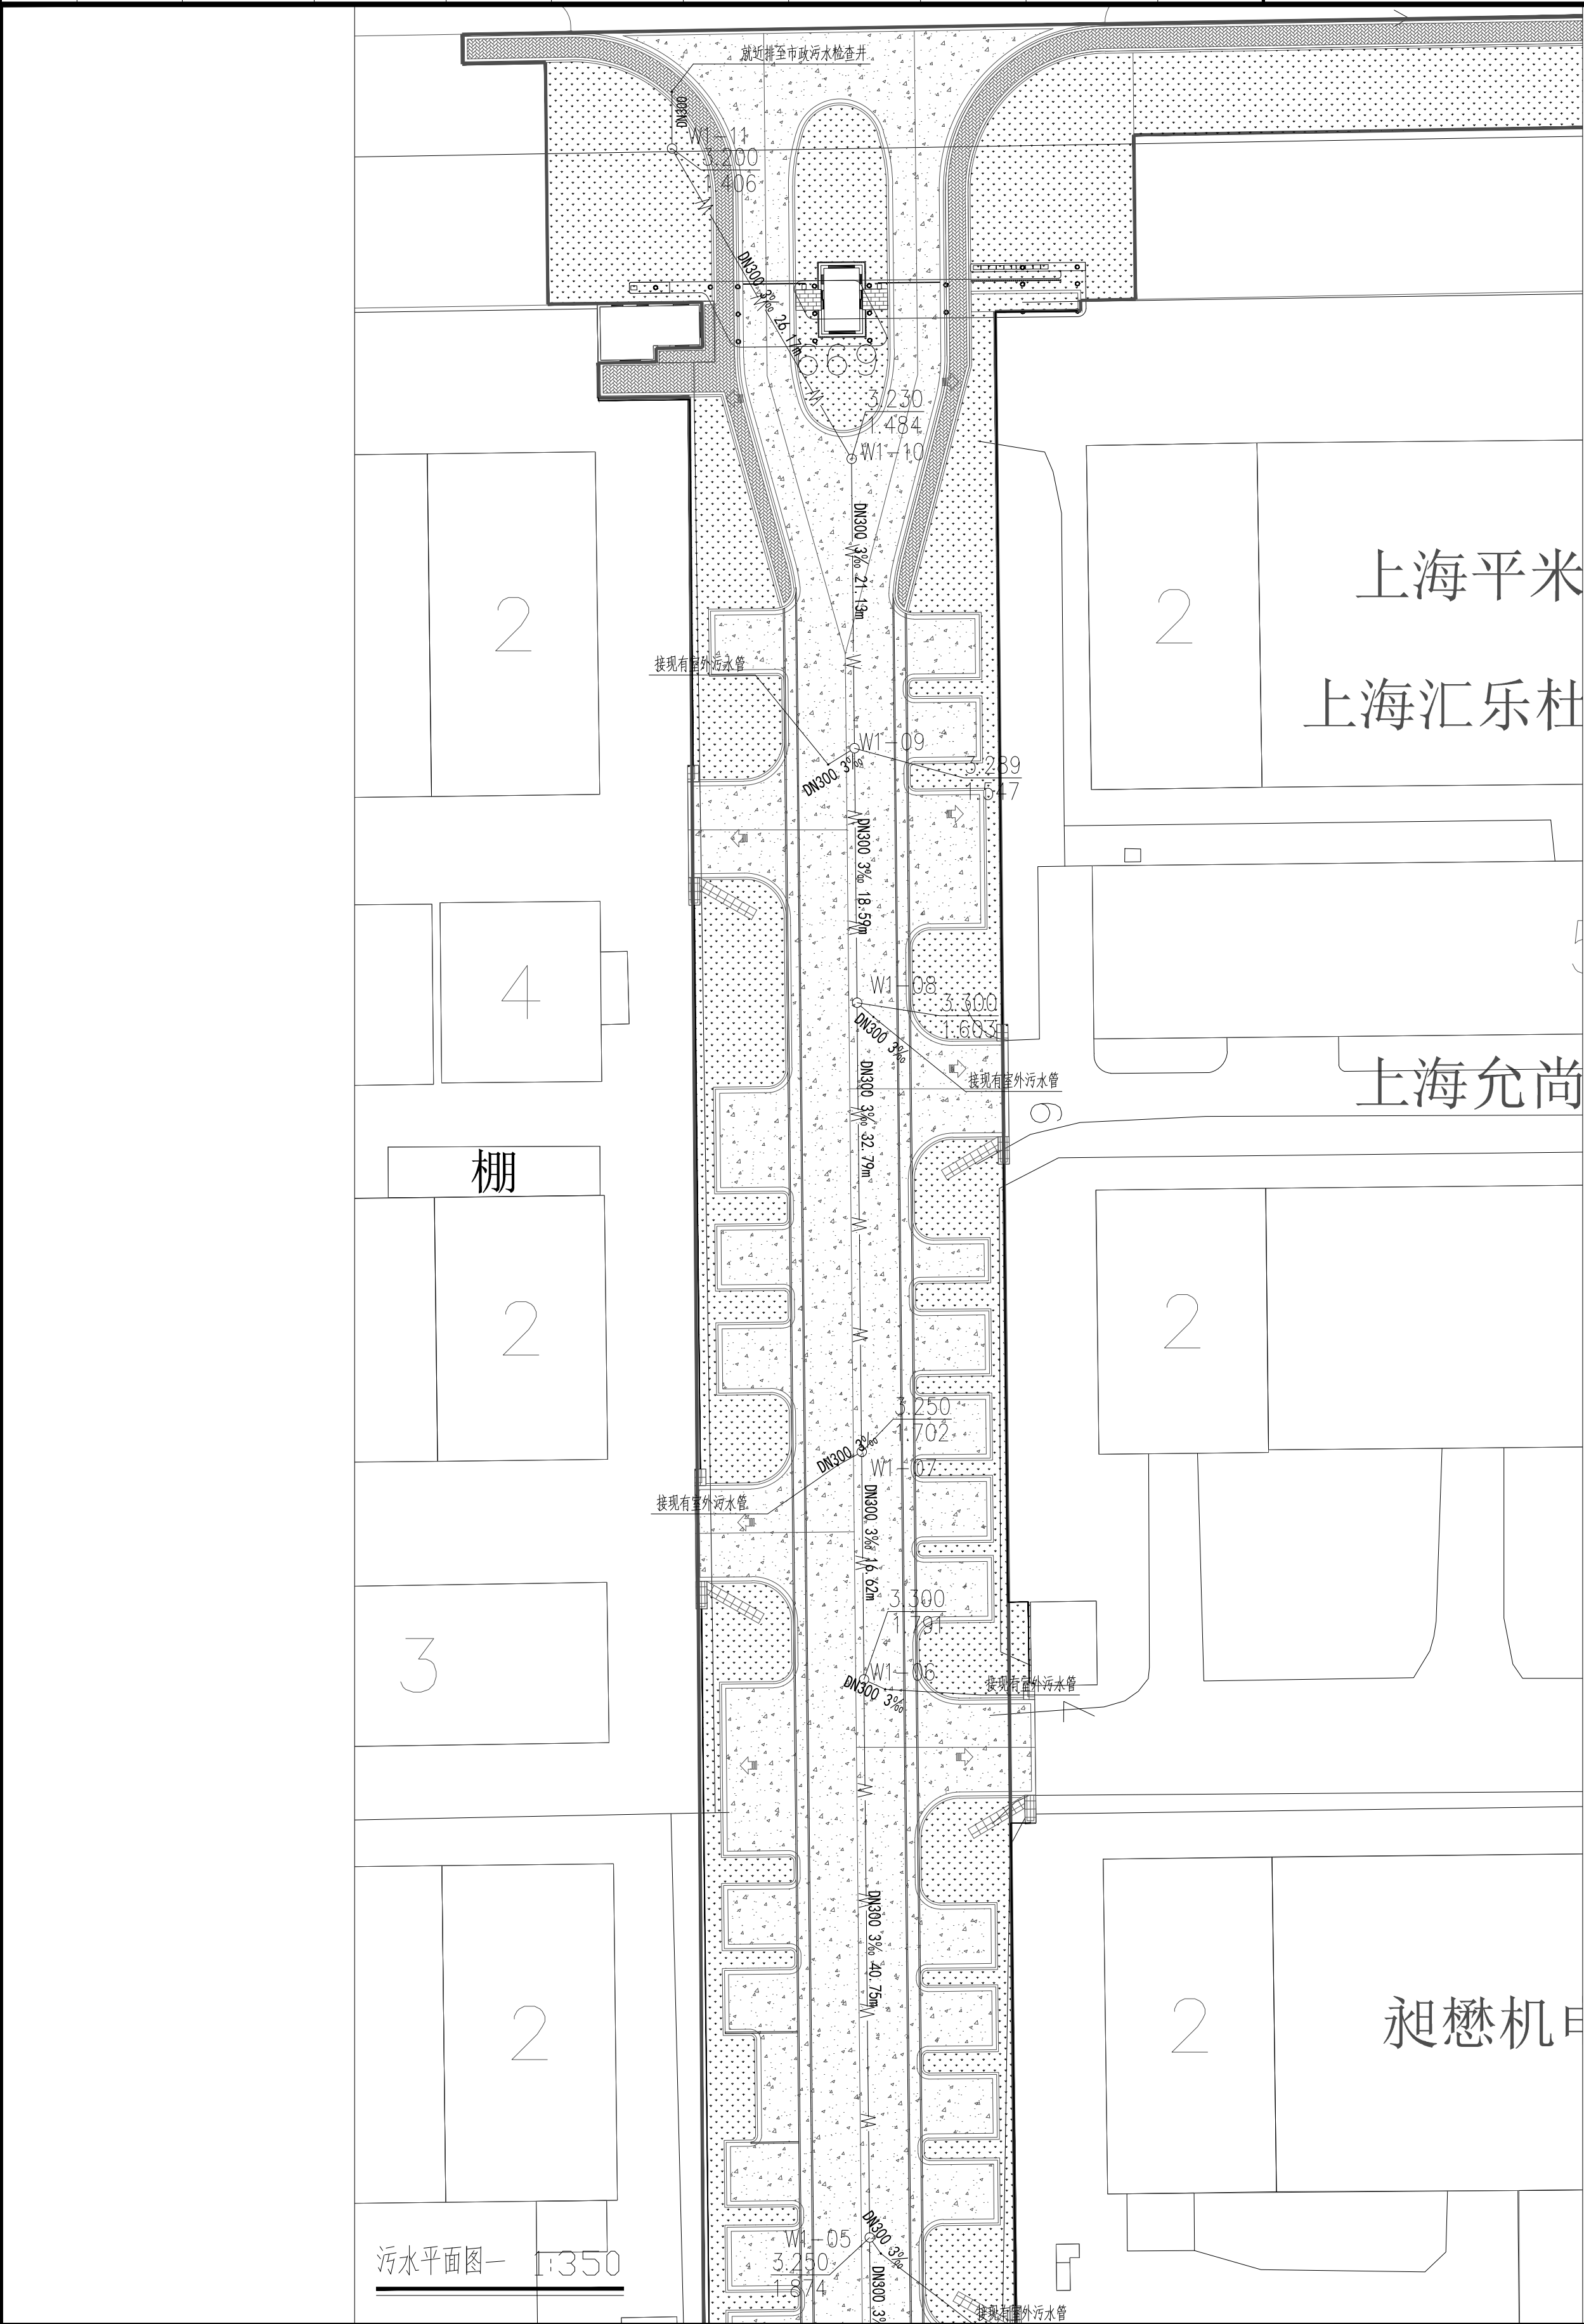 就近排至市政污水检查井
DN300
W1-11
3.200
1.406
DN300 3‰ 26.17m
3.230
1.484
W1-10
DN300 3‰ 21.13m
2
2
上海平米
接现有室外污水管
上海汇乐杜
W1-09
3.289
1.547
DN300 3‰
DN300 3‰ 18.59m
4
W1-08
3.300
1.603
DN300 3‰
接现有室外污水管
上海允尚
DN300 3‰ 32.79m
棚
2
2
3.250
1.702
DN300 3‰
W1-07
接现有室外污水管
DN300 3‰ 16.62m
3.300
1.791
3
W1-06
DN300 3‰
接现有室外污水管
DN300 3‰ 40.75m
2
2
昶懋机
W1-05
3.250
1.874
DN300 3‰
DN300 3‰
接现有室外污水管
污水平面图一 1:350